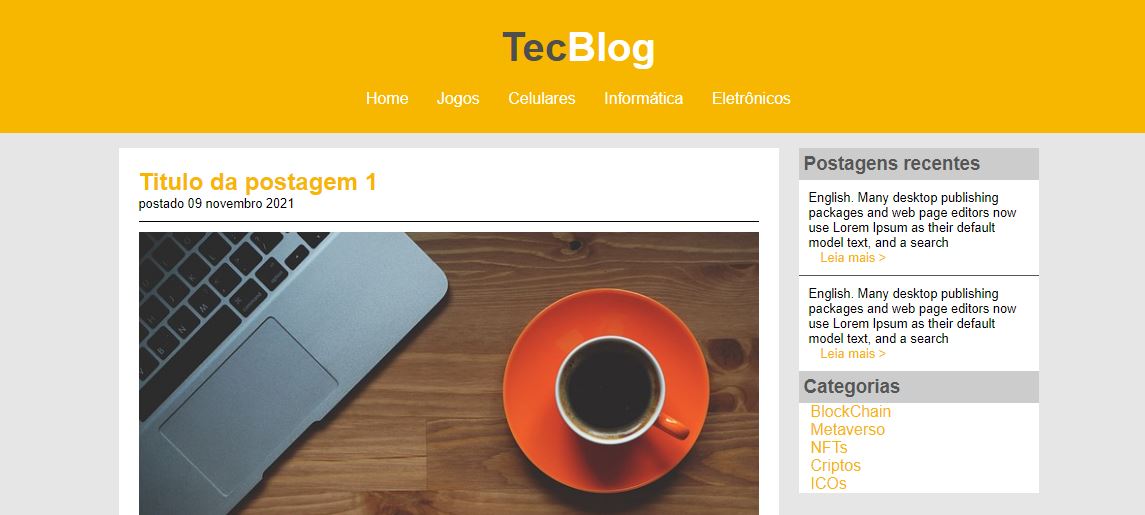 TecBlog
Home Jogos Celulares Informática Eletrônicos
Titulo da postagem 1
postado 09 novembro 2021
Postagens recentes
English. Many desktop publishing
packages and web page editors now
use Lorem Ipsum as their default
model text, and a search
Leia mais >
English. Many desktop publishing
packages and web page editors now
use Lorem Ipsum as their default
model text, and a search
Leia mais >
Categorias
BlockChain
Metaverso
NFTs
Criptos
ICOs